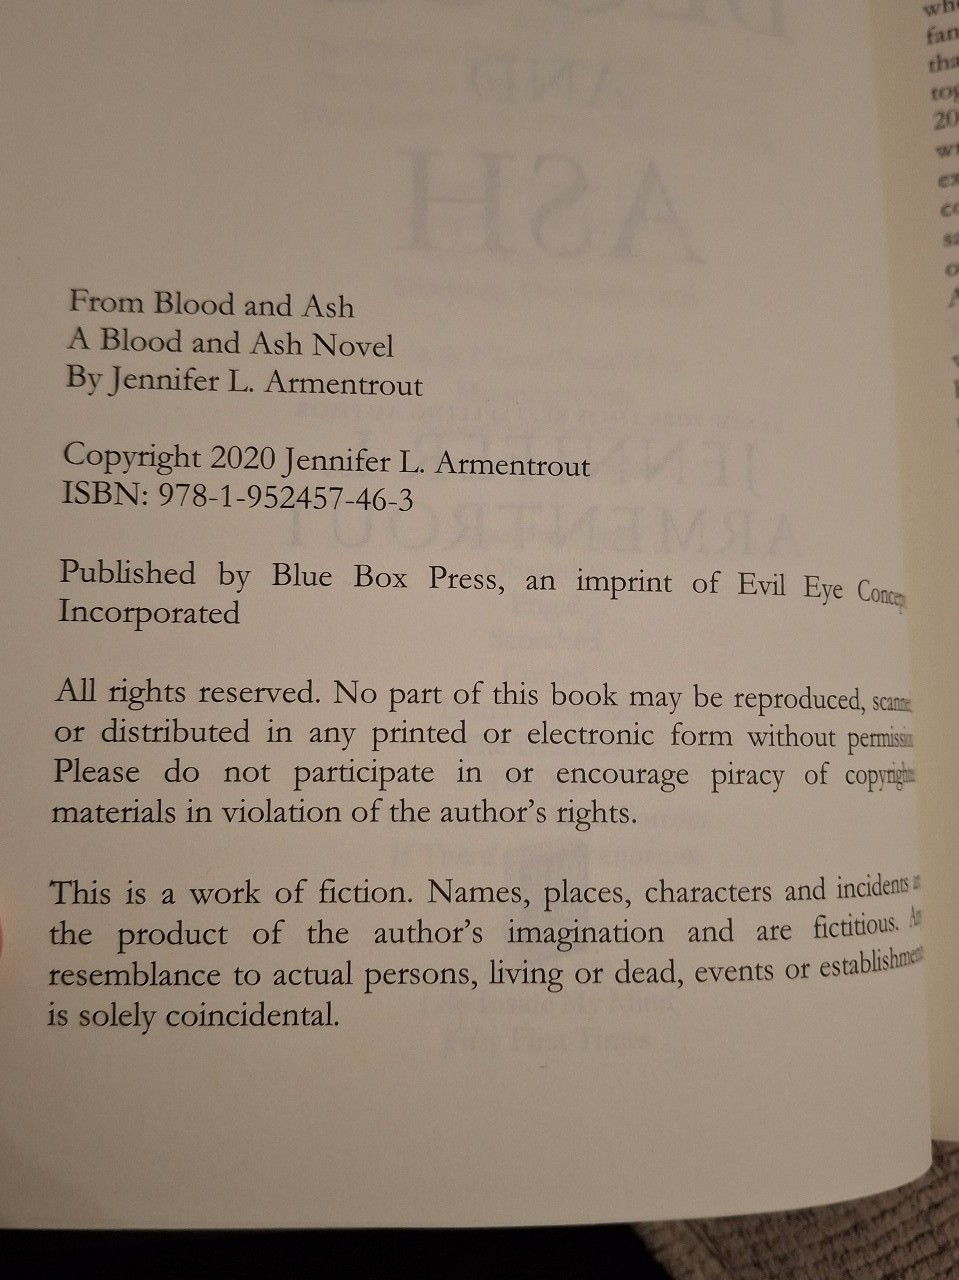 From Blood and Ash
A Blood and Ash Novel
By Jennifer L. Armentrout
Copyright 2020 Jennifer L. Armentrout
ISBN: 978-1-952457-46-3
Published by Blue Box Press, an imprint of Evil Eye
Incorporated
All rights reserved. No part of this book may be reproduced,
or distributed in any printed or electronic form without
Please do not participate in or encourage piracy of
materials in violation of the author's rights.
This is a work of fiction. Names, places, characters and incidents
the product of the author's imagination and are fictitious.
resemblance to actual persons, living or dead, events or
is solely coincidental.